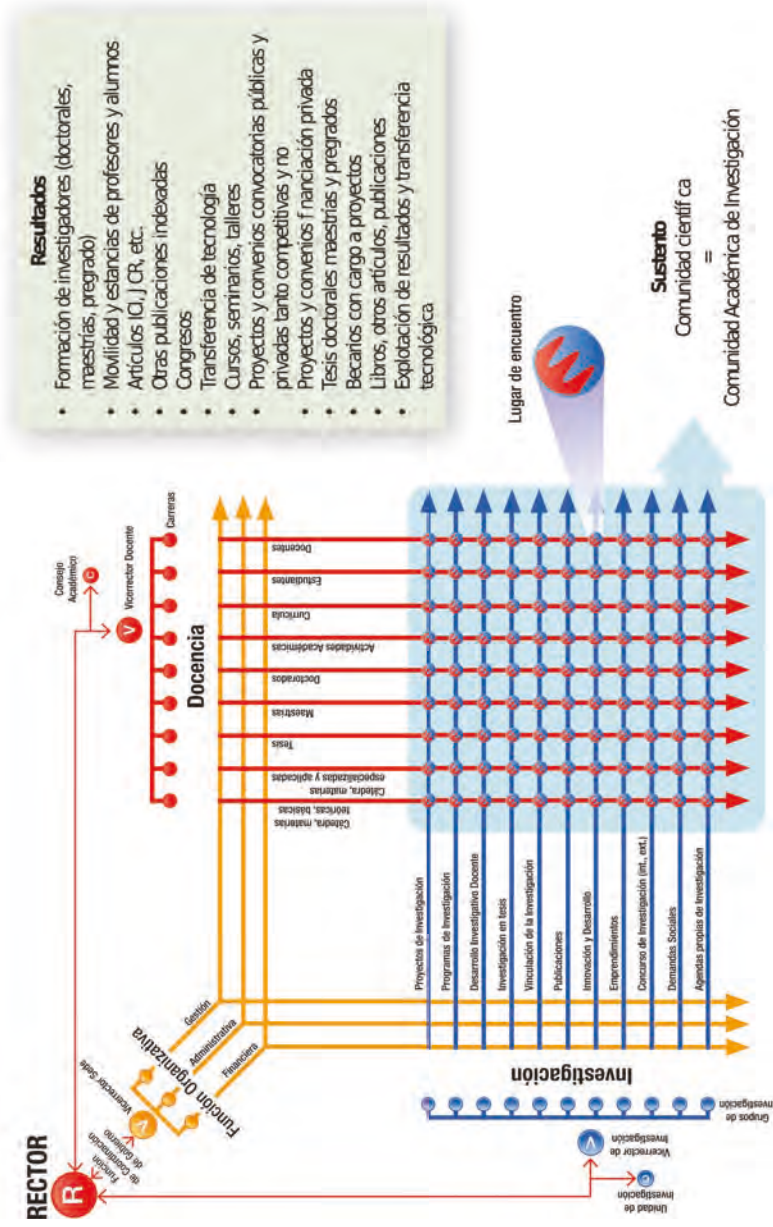 RECTOR
R
Función
de Coordinación
de Gobierno
V
Vicerrector Sede
Función Organizativa
Gestión
Administrativa
Financiera
Consejo
Académico
C
V
Vicerrector Docente
Carreras
Docencia
Cátedra, materias
teóricas, básicas
Cátedra, materias
especializadas y aplicadas
Tesis
Maestrías
Doctorados
Actividades Académicas
Currícula
Estudiantes
Docentes
Unidad de
Investigación
C
V
Vicerrector de
Investigación
Grupos de
Investigación
Investigación
Proyectos de Investigación
Programas de Investigación
Desarrollo Investigativo Docente
Investigación en tesis
Vinculación de la Investigación
Publicaciones
Innovación y Desarrollo
Emprendimientos
Concurso de Investigación (int., ext.)
Demandas Sociales
Agendas propias de Investigación
Lugar de encuentro
Resultados
• Formación de investigadores (doctorales,
maestrías, pregrado)
• Movilidad y estancias de profesores y alumnos
• Artículos ICI, J CR, etc.
• Otras publicaciones indexadas
• Congresos
• Transferencia de tecnología
• Cursos, seminarios, talleres
• Proyectos y convenios convocatorias públicas y
privadas tanto competitivas y no
• Proyectos y convenios f nanciación privada
• Tesis doctorales maestrías y pregrados
• Becarios con cargo a proyectos
• Libros, otros artículos, publicaciones
• Explotación de resultados y transferencia
tecnológica
Sustento
Comunidad científ ca
=
Comunidad Académica de Investigación